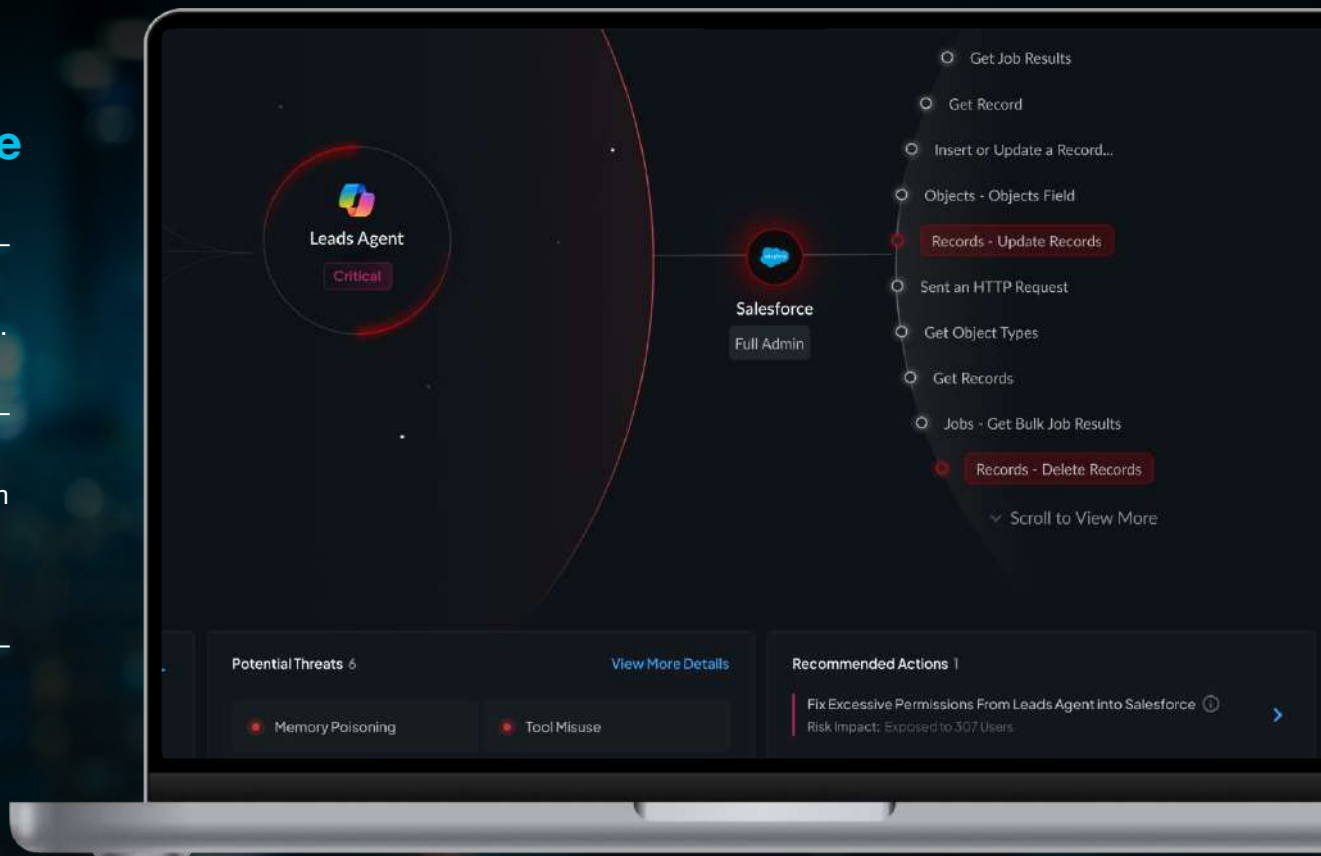 e
.
n
Leads Agent
Critical
Salesforce
Full Admin
Get Job Results
Get Record
Insert or Update a Record...
Objects - Objects Field
Records - Update Records
Sent an HTTP Request
Get Object Types
Get Records
Jobs - Get Bulk Job Results
Records - Delete Records
Scroll to View More
Potential Threats 6
View More Details
Memory Poisoning
Tool Misuse
Recommended Actions 1
Fix Excessive Permissions From Leads Agent into Salesforce
Risk Impact: Exposed to 307 Users